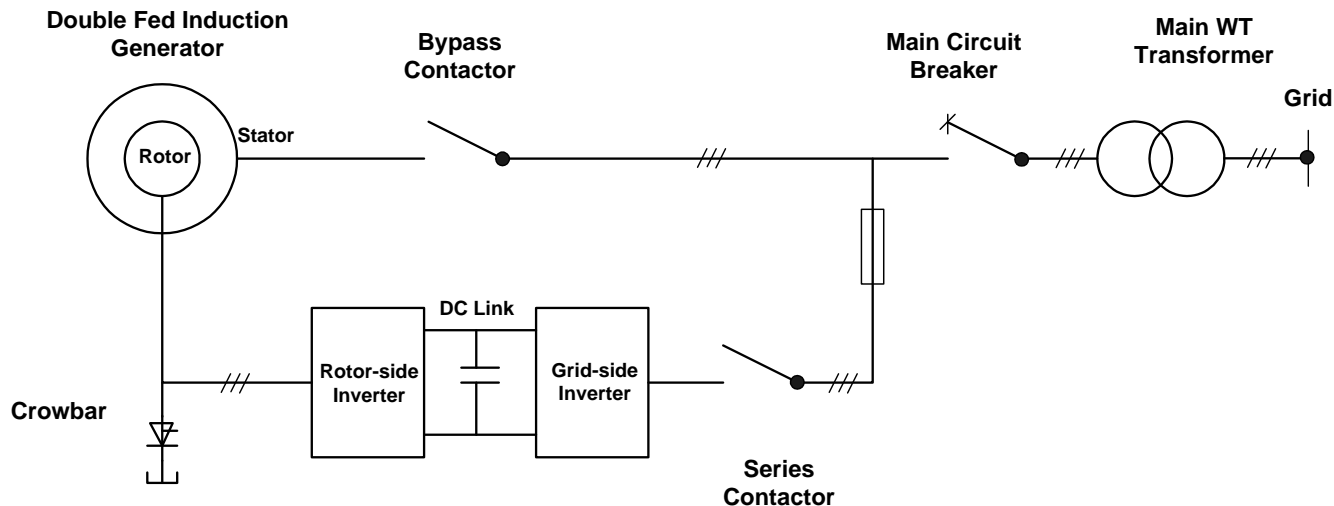 Double Fed Induction
Generator
Bypass
Contactor
Main Circuit
Breaker
Main WT
Transformer
Grid
Stator
Rotor
DC Link
Rotor-side
Inverter
Grid-side
Inverter
Crowbar
Series
Contactor